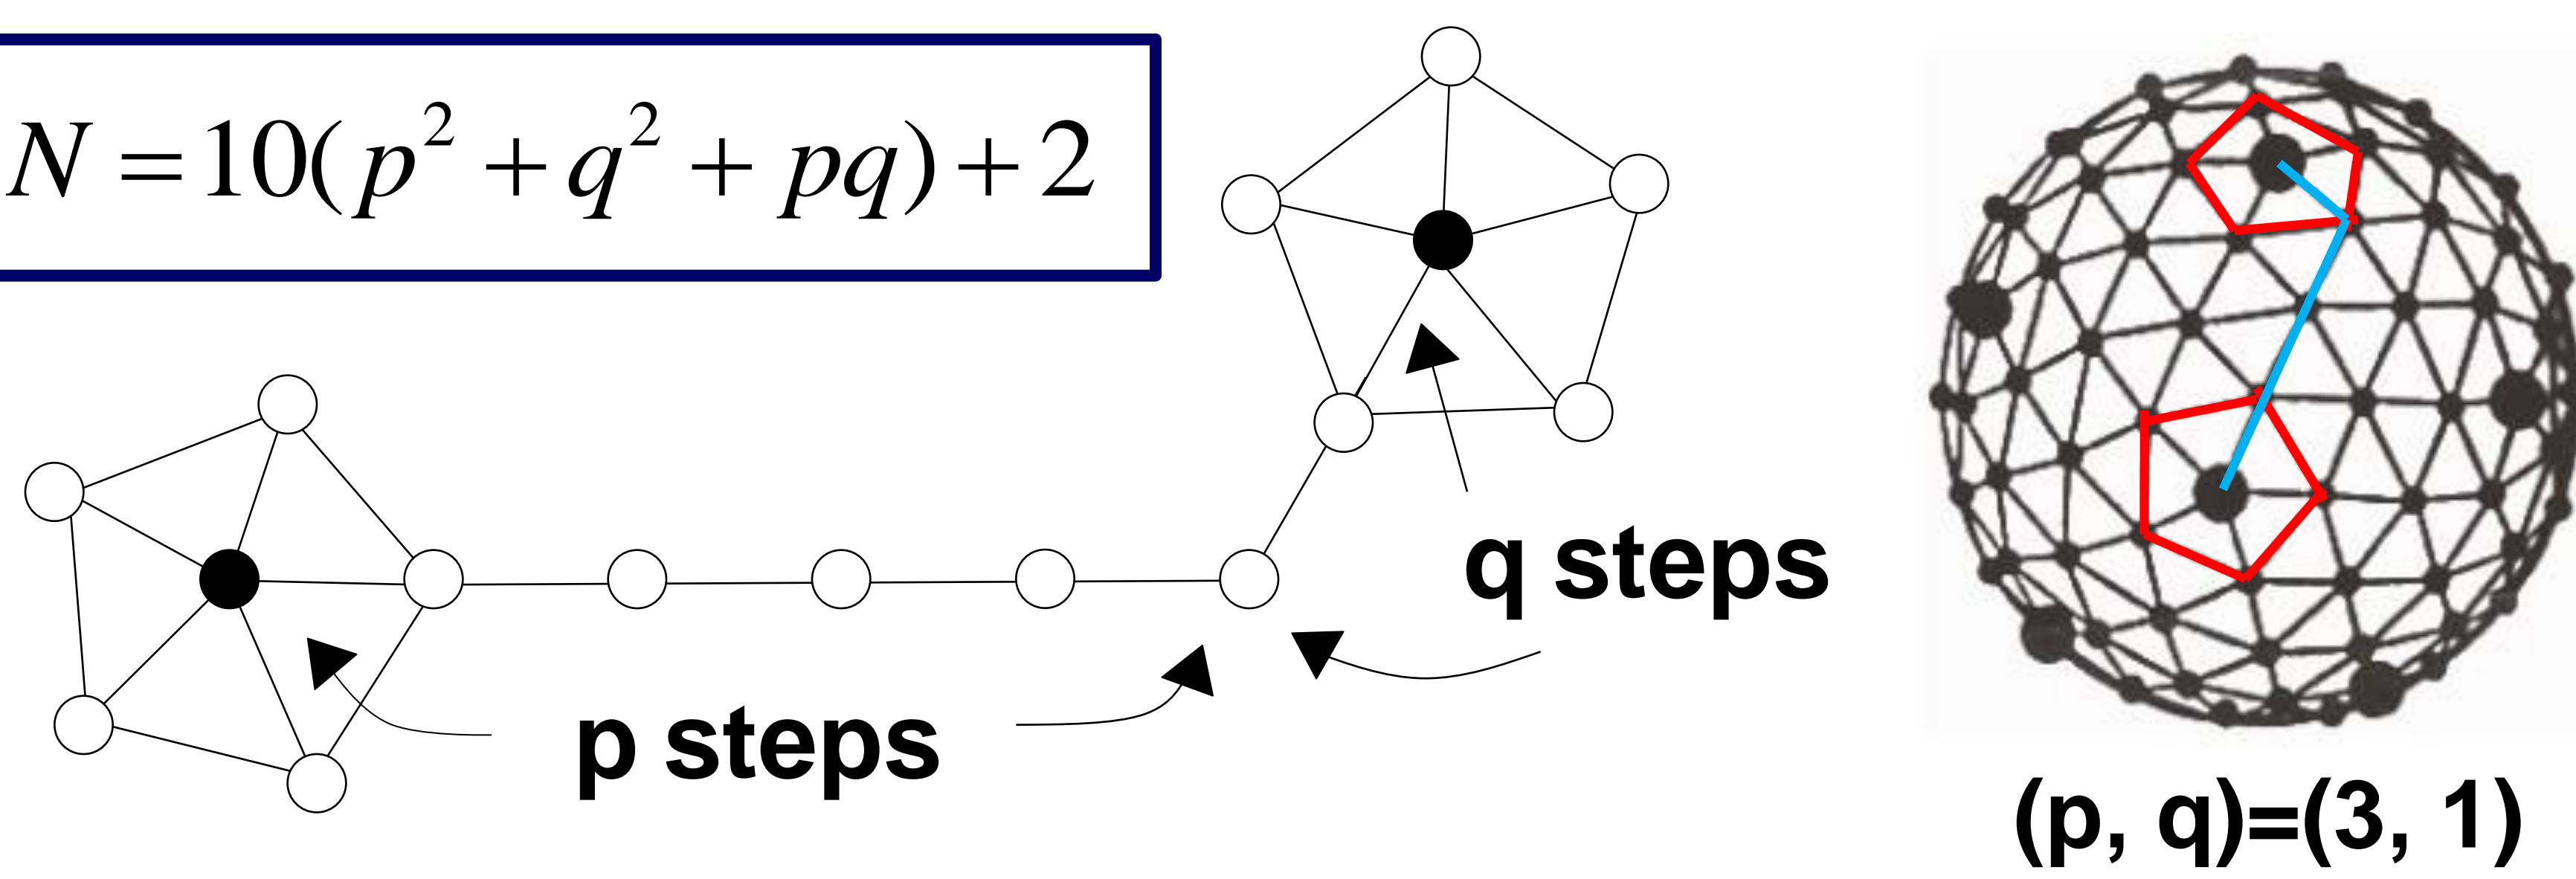 N = 10(p² + q² + pq) + 2
q steps
p steps
(p, q)=(3, 1)